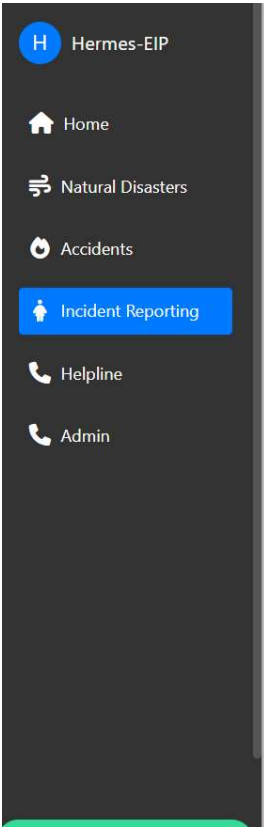 H Hermes-EIP
Home
Natural Disasters
Accidents
Incident Reporting
Helpline
Admin